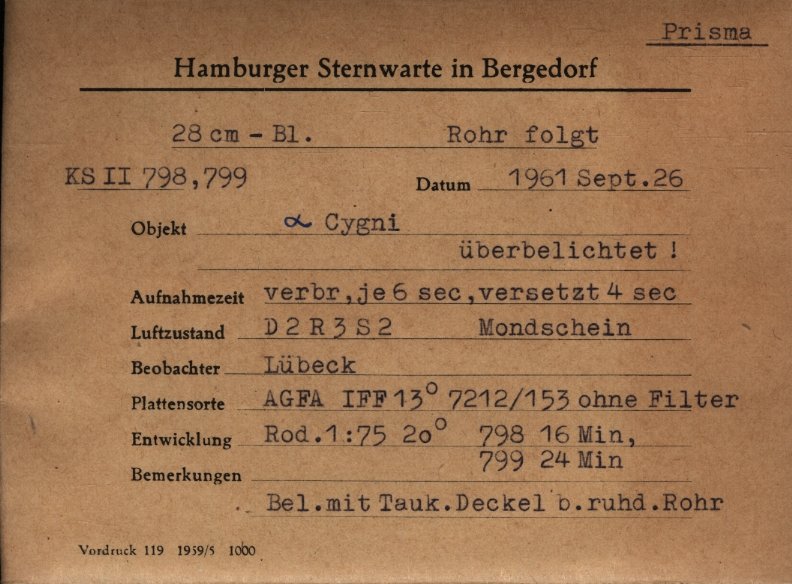 Prisma
Hamburger Sternwarte in Bergedorf
28 cm - Bl. Rohr folgt
KS II 798,799 Datum 1961 Sept.26
Objekt α Cygni
überbelichtet !
Aufnahmezeit verbr,je 6 sec,versetzt 4 sec
Luftzustand D 2 R 3 S 2 Mondschein
Beobachter Lübeck
Plattensorte AGFA IFF 13° 7212/153 ohne Filter
Entwicklung Rod.1:75 2o° 798 16 Min,
799 24 Min
Bemerkungen
Bel.mit Tauk.Deckel b.ruhd.Rohr
Vordruck 119 1959/5 1000